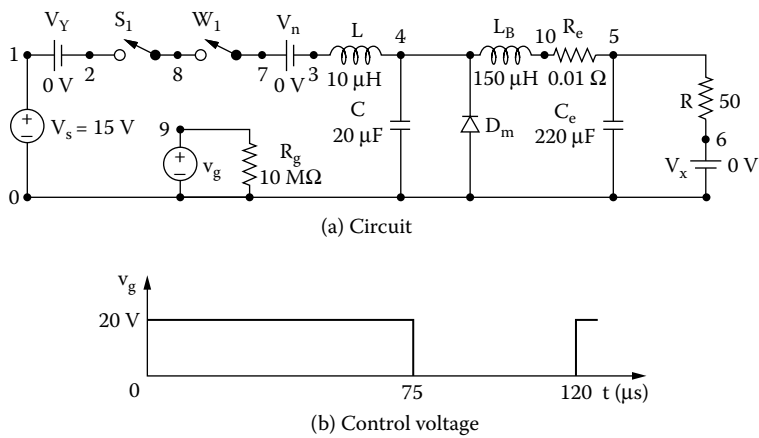 V_Y S_1 W_1 V_n L L_B R_e
1 2 8 7 3 4 10 5
0 V 0 V 10 µH 150 µH 0.01 Ω
V_s = 15 V
9
v_g
R_g
10 MΩ
C
20 µF
D_m
C_e
220 µF
R 50
6
V_x 0 V
0
(a) Circuit
v_g
20 V
0 75 120 t (µs)
(b) Control voltage